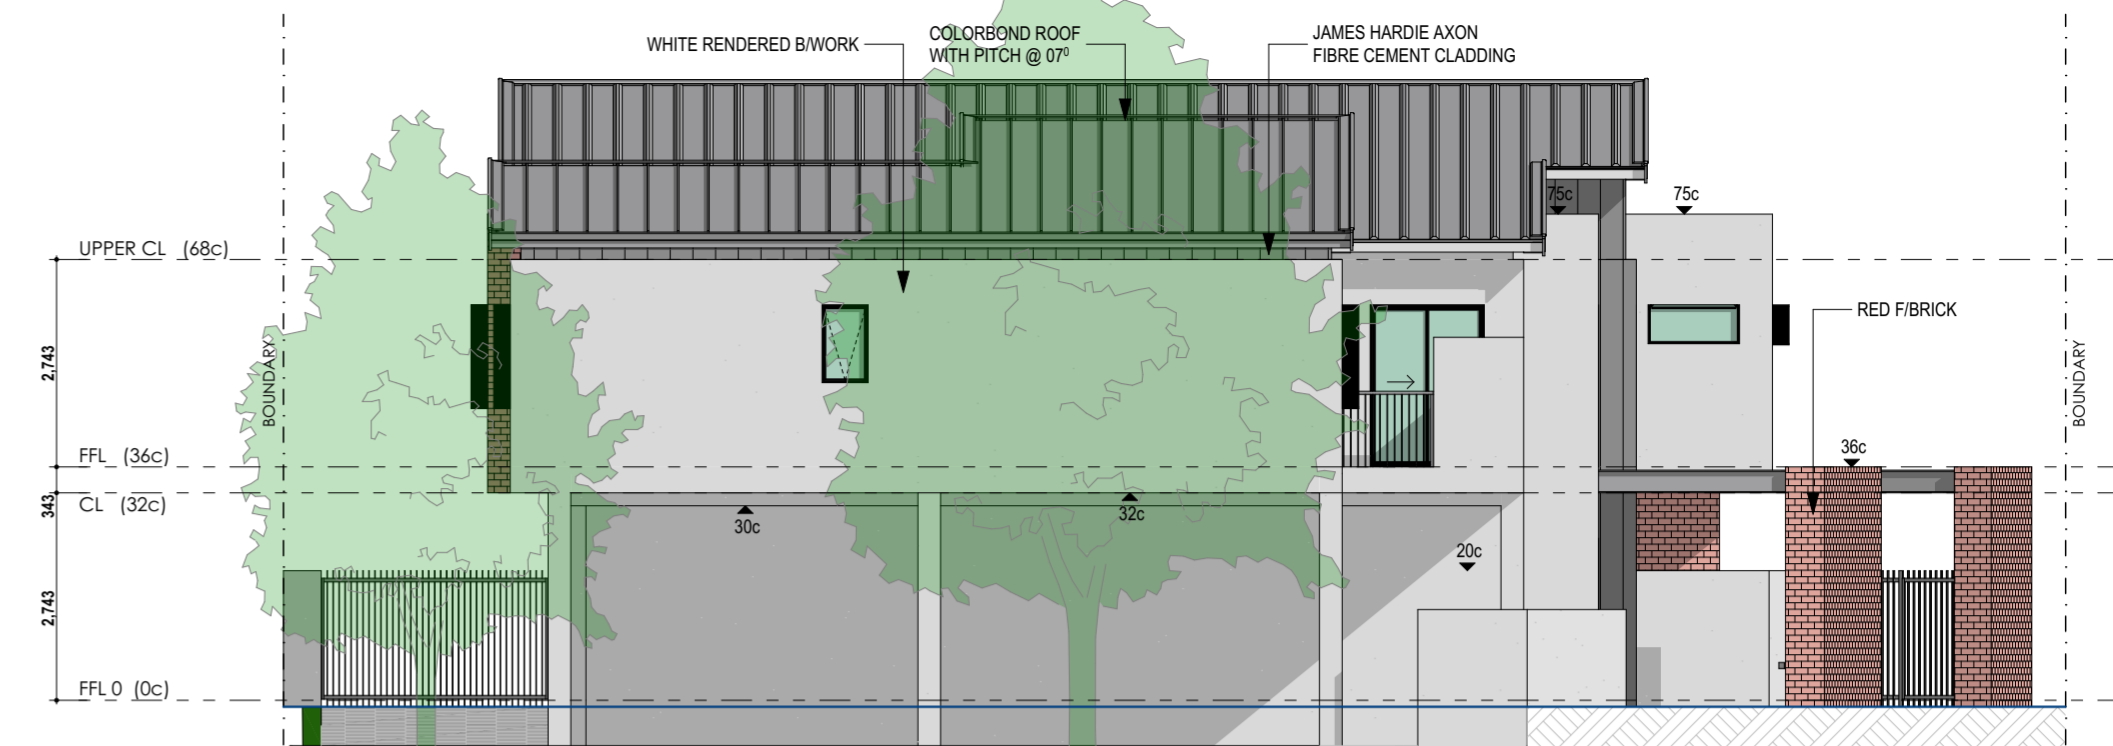 WHITE RENDERED B/WORK
COLORBOND ROOF
WITH PITCH @ 07⁰
JAMES HARDIE AXON
FIBRE CEMENT CLADDING
75c
75c
UPPER CL (68c)
RED F/BRICK
BOUNDARY
2,743
BOUNDARY
FFL (36c)
36c
343
CL (32c)
30c
32c
20c
2,743
FFL 0 (0c)